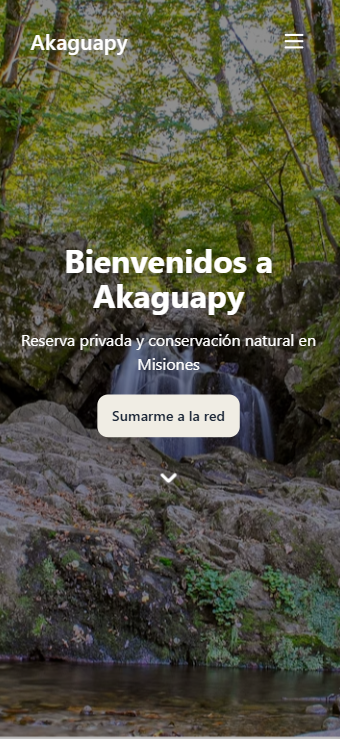 Akaguapy
Bienvenidos a
Akaguapy
Reserva privada y conservación natural en
Misiones
Sumarme a la red